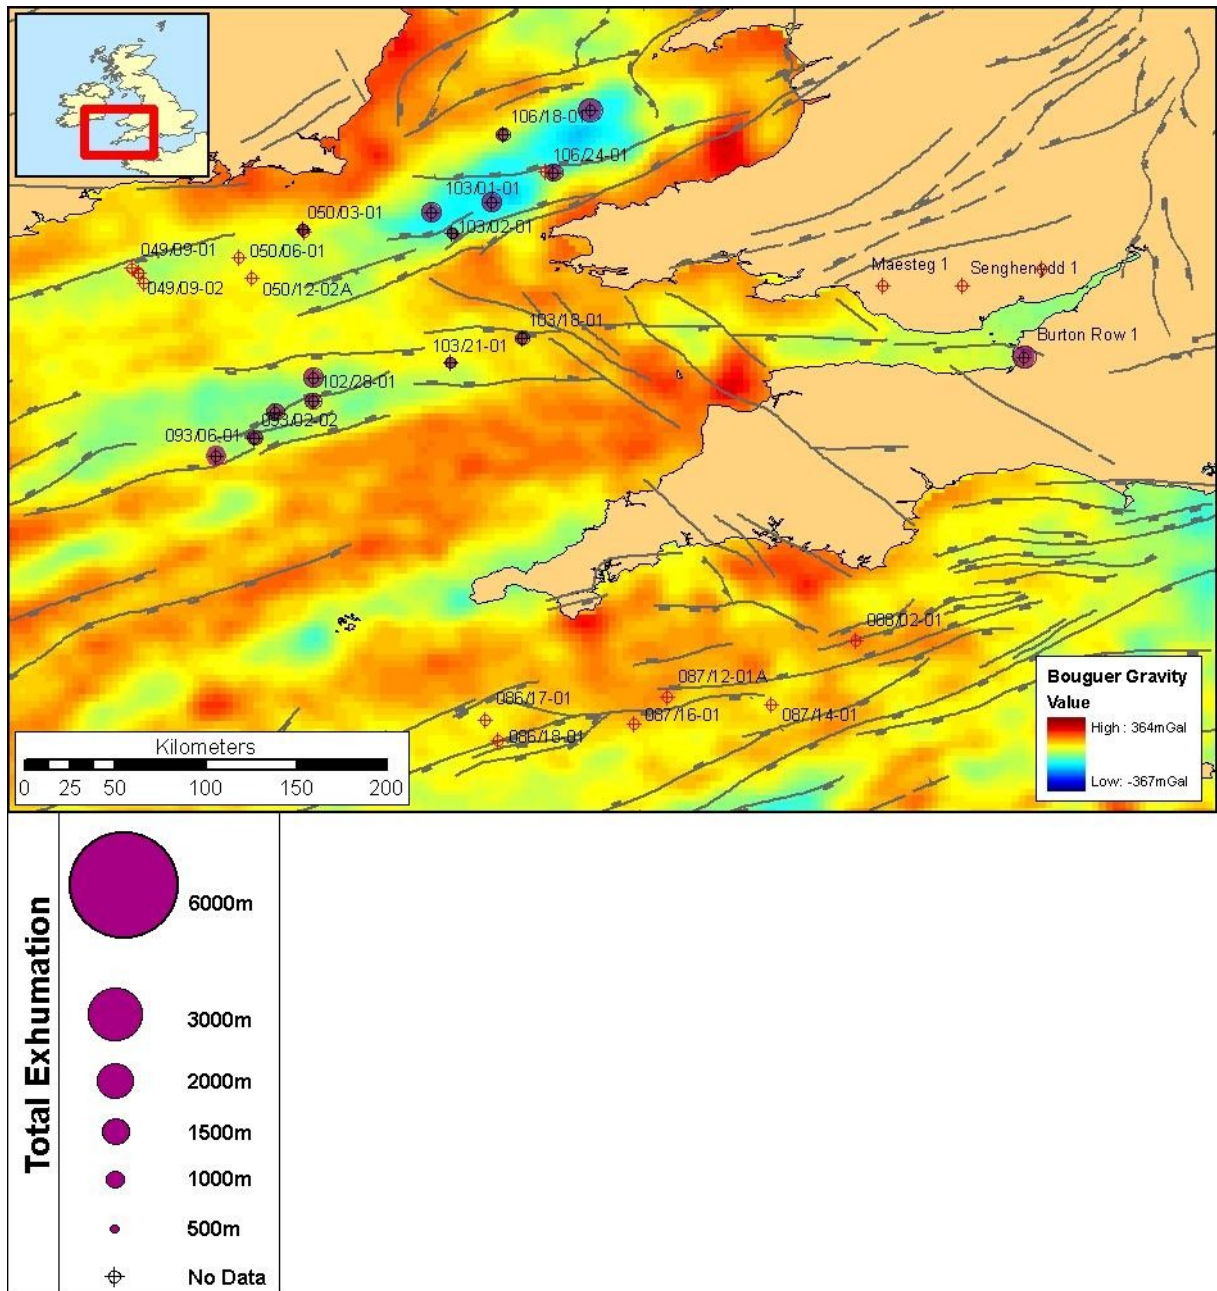 106/18-01
106/24-01
103/01-01
050/03-01
103/02-01
049/09-01
050/06-01
Maesteg 1
Senghenydd 1
049/09-02
050/12-02A
103/18-01
Burton Row 1
103/21-01
102/28-01
093/02-02
093/06-01
088/02-01
087/12-01A
086/17-01
087/16-01
087/14-01
086/18-01
Bouguer Gravity
Value
High : 364mGal
Low: -367mGal
Kilometers
0 25 50 100 150 200
Total Exhumation
6000m
3000m
2000m
1500m
1000m
500m
No Data